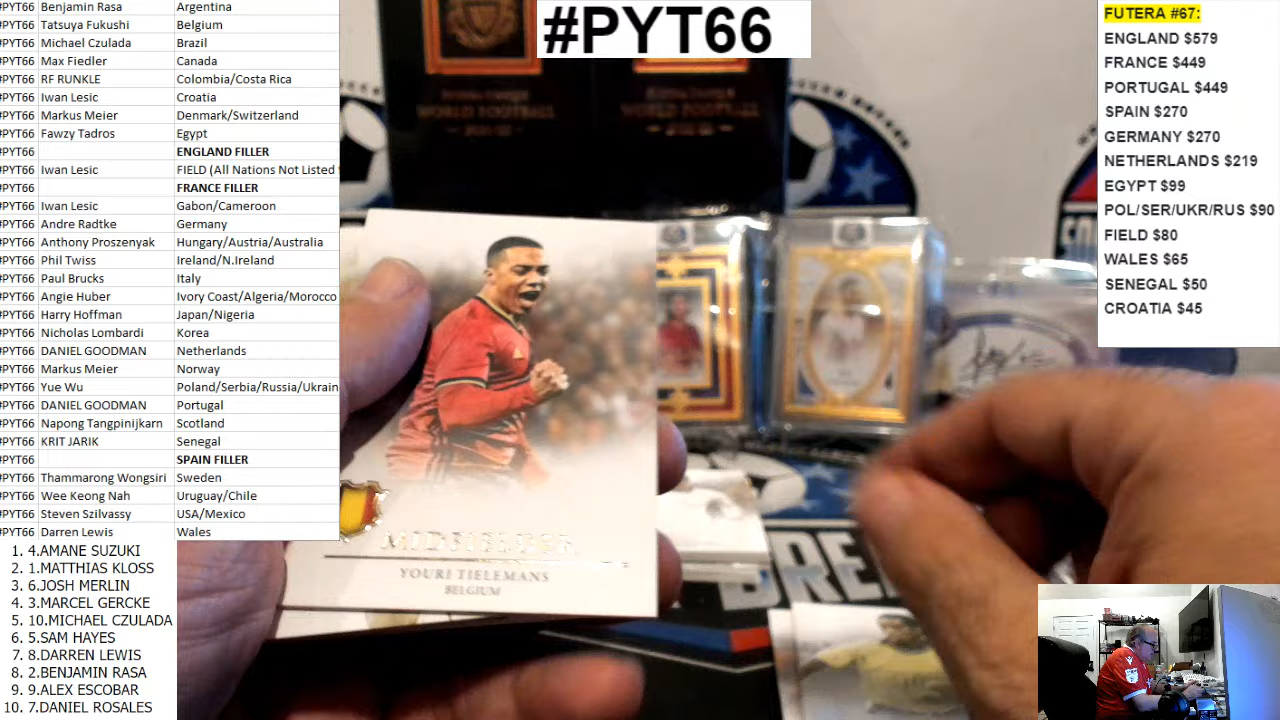 #PYT66 Benjamin Rasa Argentina
#PYT66 Tatsuya Fukushi Belgium
#PYT66 Michael Czulada Brazil
#PYT66 Max Fiedler Canada
#PYT66 RF RUNKLE Colombia/Costa Rica
#PYT66 Iwan Lesic Croatia
#PYT66 Markus Meier Denmark/Switzerland
#PYT66 Fawzy Tadros Egypt
#PYT66 ENGLAND FILLER
#PYT66 Iwan Lesic FIELD (All Nations Not Listed
#PYT66 FRANCE FILLER
#PYT66 Iwan Lesic Gabon/Cameroon
#PYT66 Andre Radtke Germany
#PYT66 Anthony Proszenyak Hungary/Austria/Australia
#PYT66 Phil Twiss Ireland/N.Ireland
#PYT66 Paul Brucks Italy
#PYT66 Angie Huber Ivory Coast/Algeria/Morocco
#PYT66 Harry Hoffman Japan/Nigeria
#PYT66 Nicholas Lombardi Korea
#PYT66 DANIEL GOODMAN Netherlands
#PYT66 Markus Meier Norway
#PYT66 Yue Wu Poland/Serbia/Russia/Ukrain
#PYT66 DANIEL GOODMAN Portugal
#PYT66 Napong Tangpinijkarn Scotland
#PYT66 KRIT JARIK Senegal
#PYT66 SPAIN FILLER
#PYT66 Thammarong Wongsiri Sweden
#PYT66 Wee Keong Nah Uruguay/Chile
#PYT66 Steven Szilvassy USA/Mexico
#PYT66 Darren Lewis Wales
1. 4.AMANE SUZUKI
2. 1.MATTHIAS KLOSS
3. 6.JOSH MERLIN
4. 3.MARCEL GERCKE
5. 10.MICHAEL CZULADA
6. 5.SAM HAYES
7. 8.DARREN LEWIS
8. 2.BENJAMIN RASA
9. 9.ALEX ESCOBAR
10. 7.DANIEL ROSALES
#PYT66
WORLD FOOTBALL
WORLD FOOTBALL
MIDFIELDER
YOURI TIELEMANS
BELGIUM
FUTERA #67:
ENGLAND $579
FRANCE $449
PORTUGAL $449
SPAIN $270
GERMANY $270
NETHERLANDS $219
EGYPT $99
POL/SER/UKR/RUS $90
FIELD $80
WALES $65
SENEGAL $50
CROATIA $45